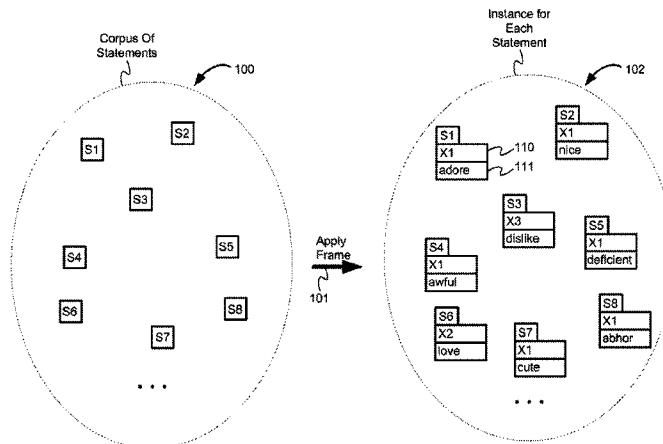 Corpus Of
Statements
100
S1
S2
S3
S4
S5
S6
S7
S8
. . .
Apply
Frame
101
Instance for
Each
Statement
102
S1
X1
adore
110
111
S2
X1
nice
S3
X3
dislike
S4
X1
awful
S5
X1
deficient
S6
X2
love
S7
X1
cute
S8
X1
abhor
. . .